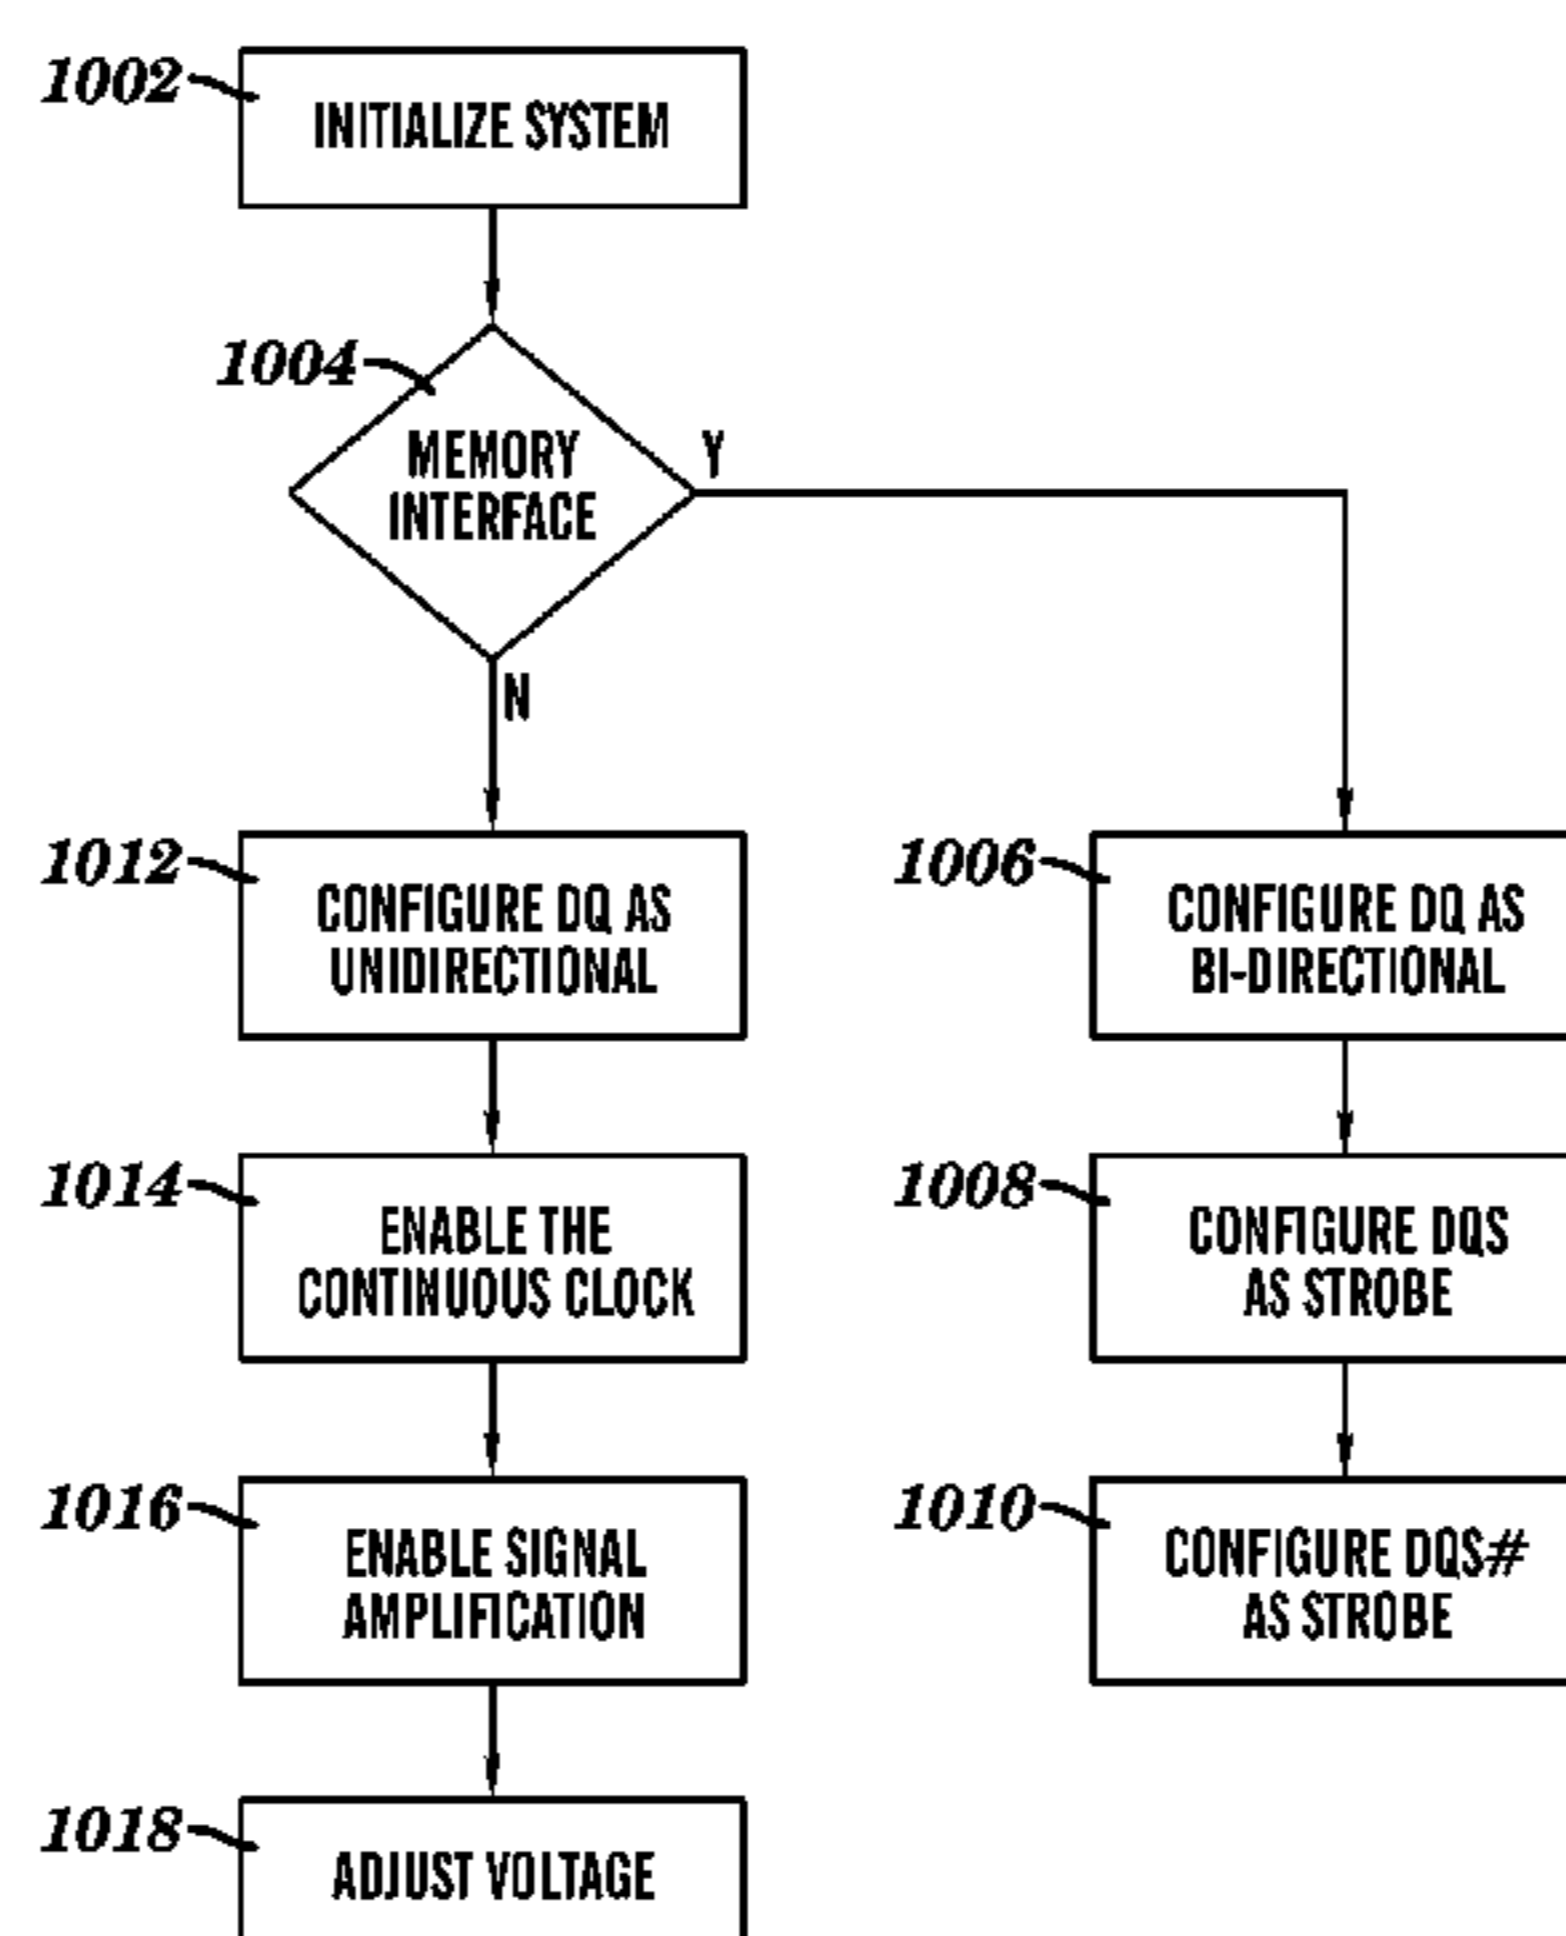 1002
INITIALIZE SYSTEM
1004
MEMORY
INTERFACE
Y
N
1012
CONFIGURE DQ AS
UNIDIRECTIONAL
1006
CONFIGURE DQ AS
BI-DIRECTIONAL
1014
ENABLE THE
CONTINUOUS CLOCK
1008
CONFIGURE DQS
AS STROBE
1016
ENABLE SIGNAL
AMPLIFICATION
1010
CONFIGURE DQS#
AS STROBE
1018
ADJUST VOLTAGE